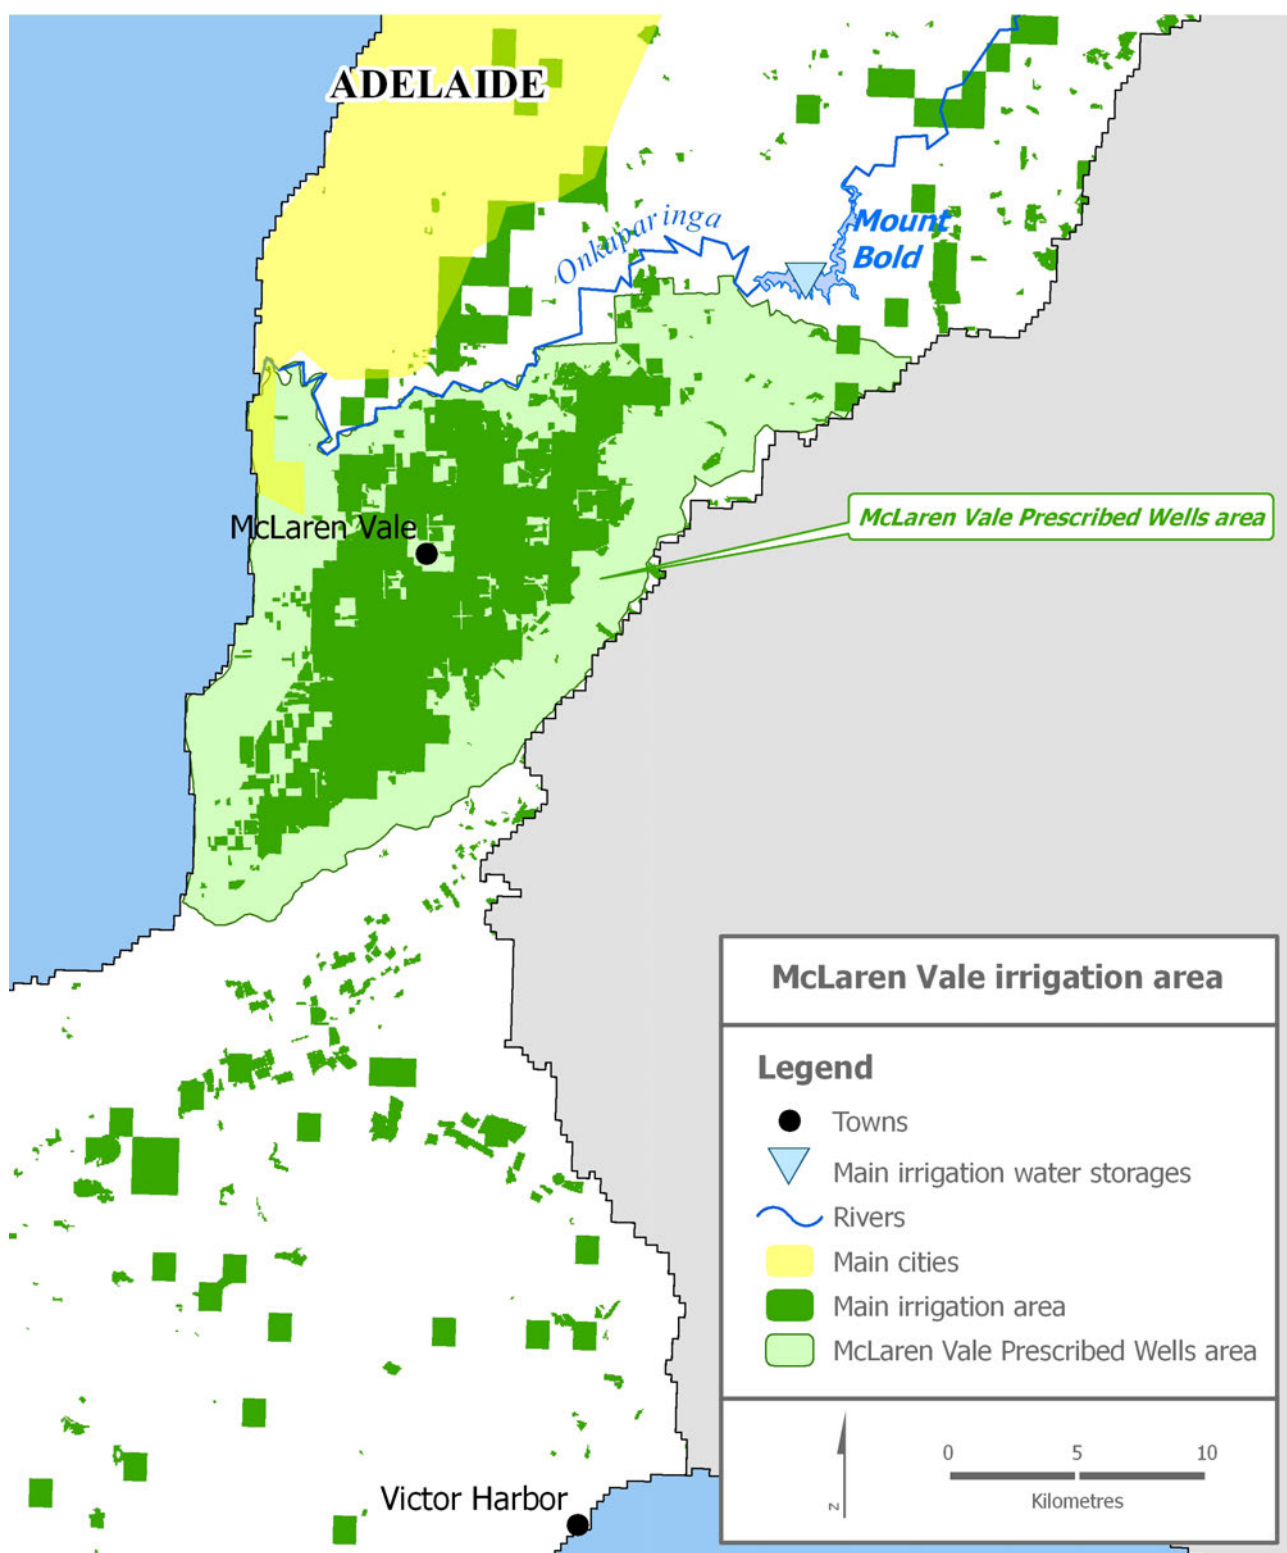 ADELAIDE
Onkuparinga
Mount
Bold
McLaren Vale
McLaren Vale Prescribed Wells area
McLaren Vale irrigation area
Legend
Towns
Main irrigation water storages
Rivers
Main cities
Main irrigation area
McLaren Vale Prescribed Wells area
z
0 5 10
Kilometres
Victor Harbor